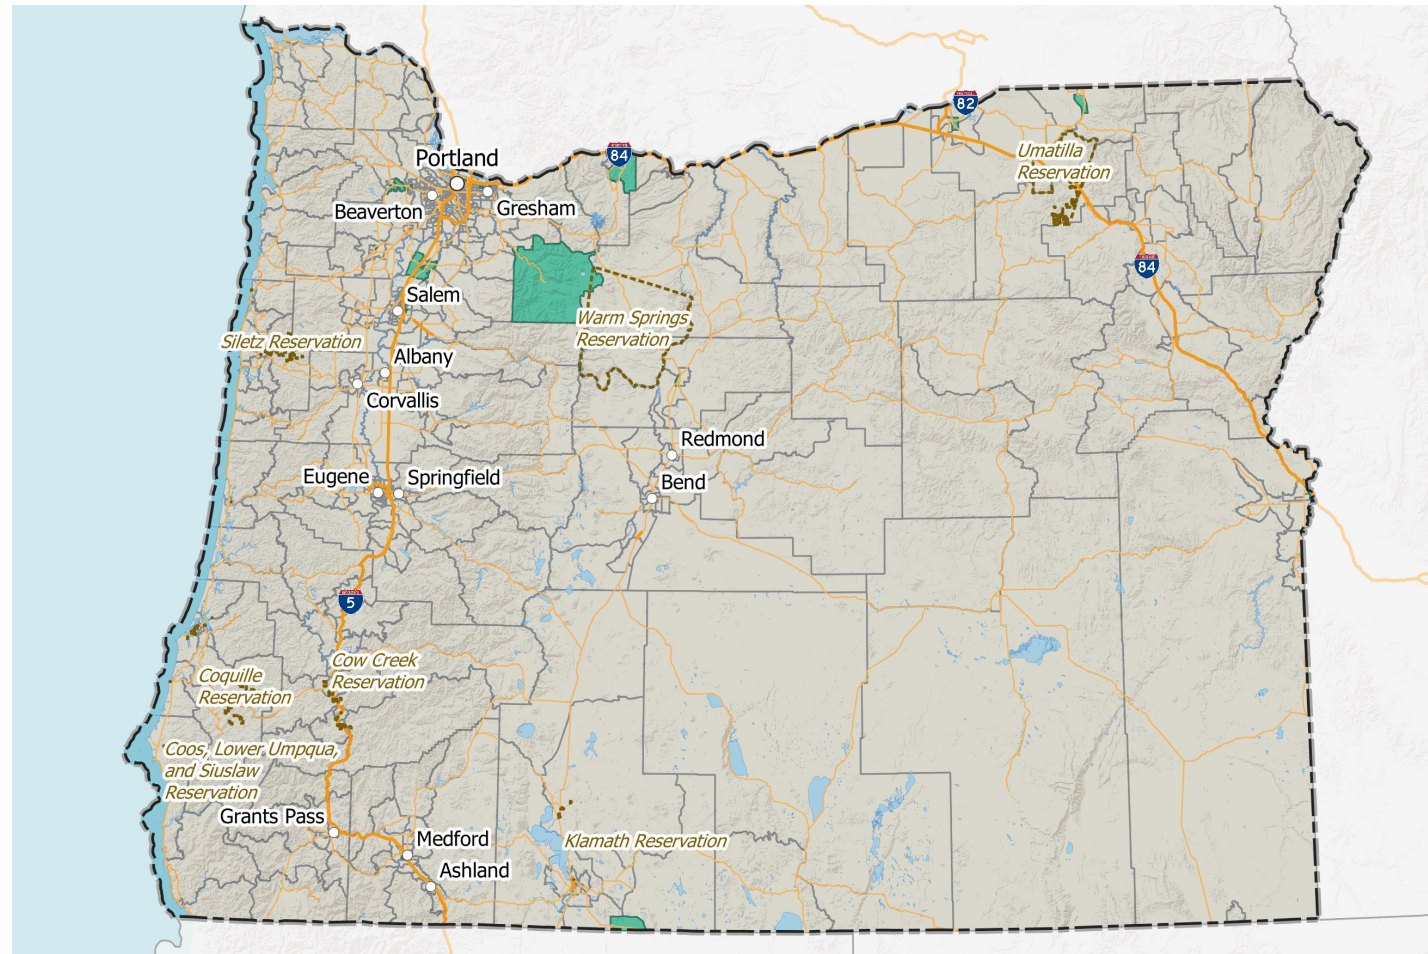 82
Portland
84
Umatilla
Reservation
Beaverton
Gresham
84
Salem
Warm Springs
Reservation
Siletz Reservation
Albany
Corvallis
Redmond
Eugene
Springfield
Bend
5
Cow Creek
Reservation
Coquille
Reservation
Coos, Lower Umpqua,
and Siuslaw
Reservation
Grants Pass
Medford
Klamath Reservation
Ashland